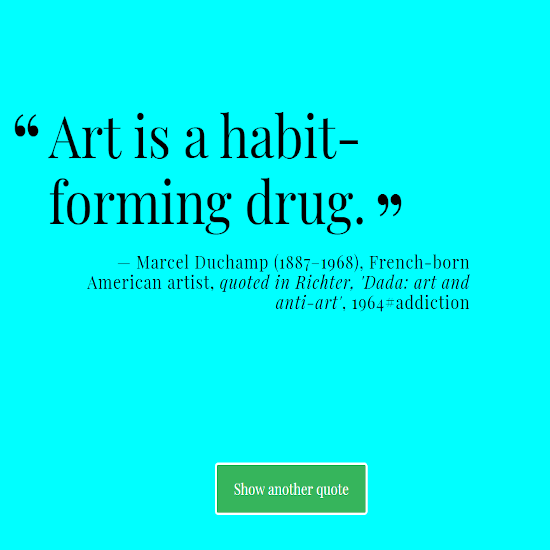 “ Art is a habit-
forming drug. ”
— Marcel Duchamp (1887–1968), French-born
American artist, quoted in Richter, 'Dada: art and
anti-art', 1964#addiction
Show another quote